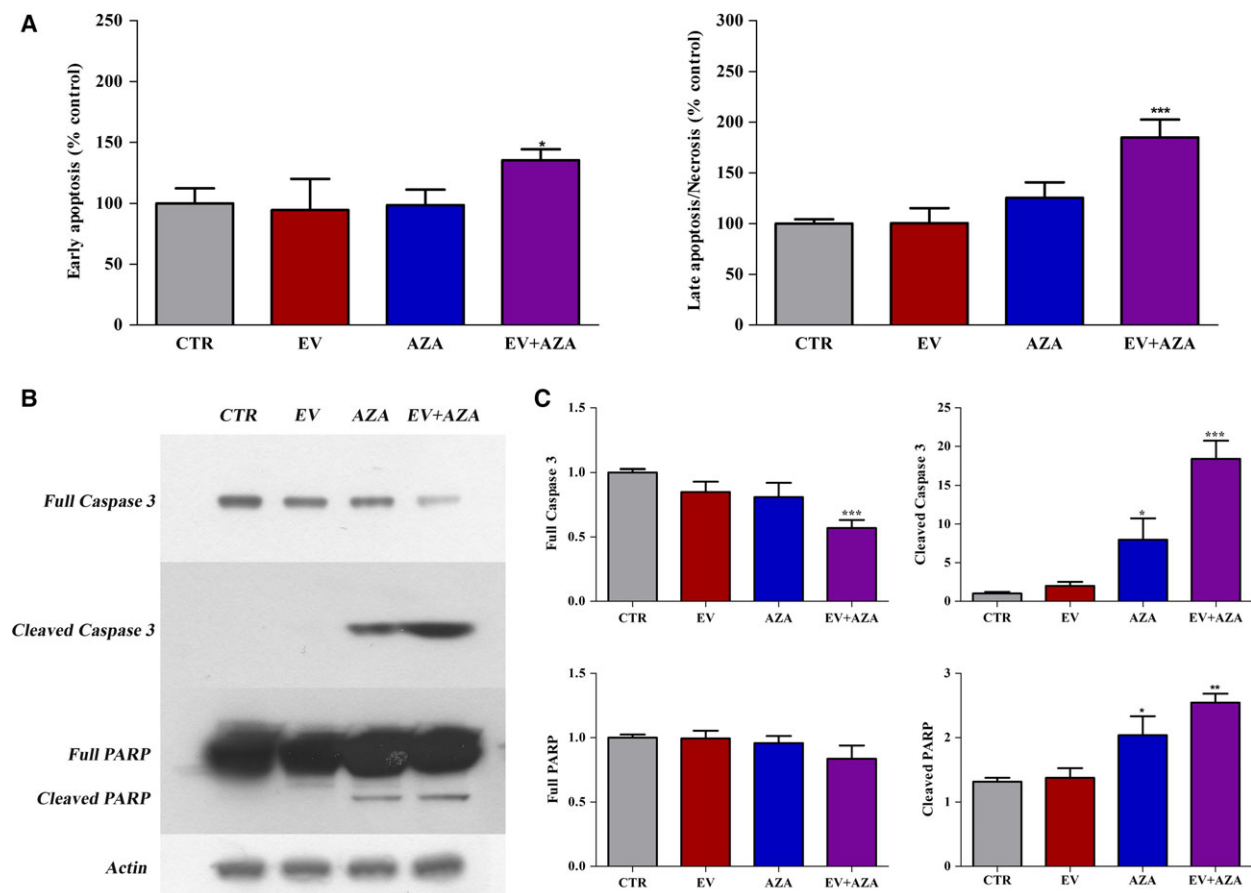 A
Early apoptosis (% control)
250
200
150
100
50
0
*
CTR EV AZA EV+AZA
Late apoptosis/Necrosis (% control)
300
250
200
150
100
50
0
***
CTR EV AZA EV+AZA
B
CTR EV AZA EV+AZA
Full Caspase 3
Cleaved Caspase 3
Full PARP
Cleaved PARP
Actin
C
Full Caspase 3
1.5
1.0
0.5
0.0
***
CTR EV AZA EV+AZA
Cleaved Caspase 3
25
20
15
10
5
0
*
***
CTR EV AZA EV+AZA
Full PARP
1.5
1.0
0.5
0.0
CTR EV AZA EV+AZA
Cleaved PARP
3
2
1
0
*
**
CTR EV AZA EV+AZA